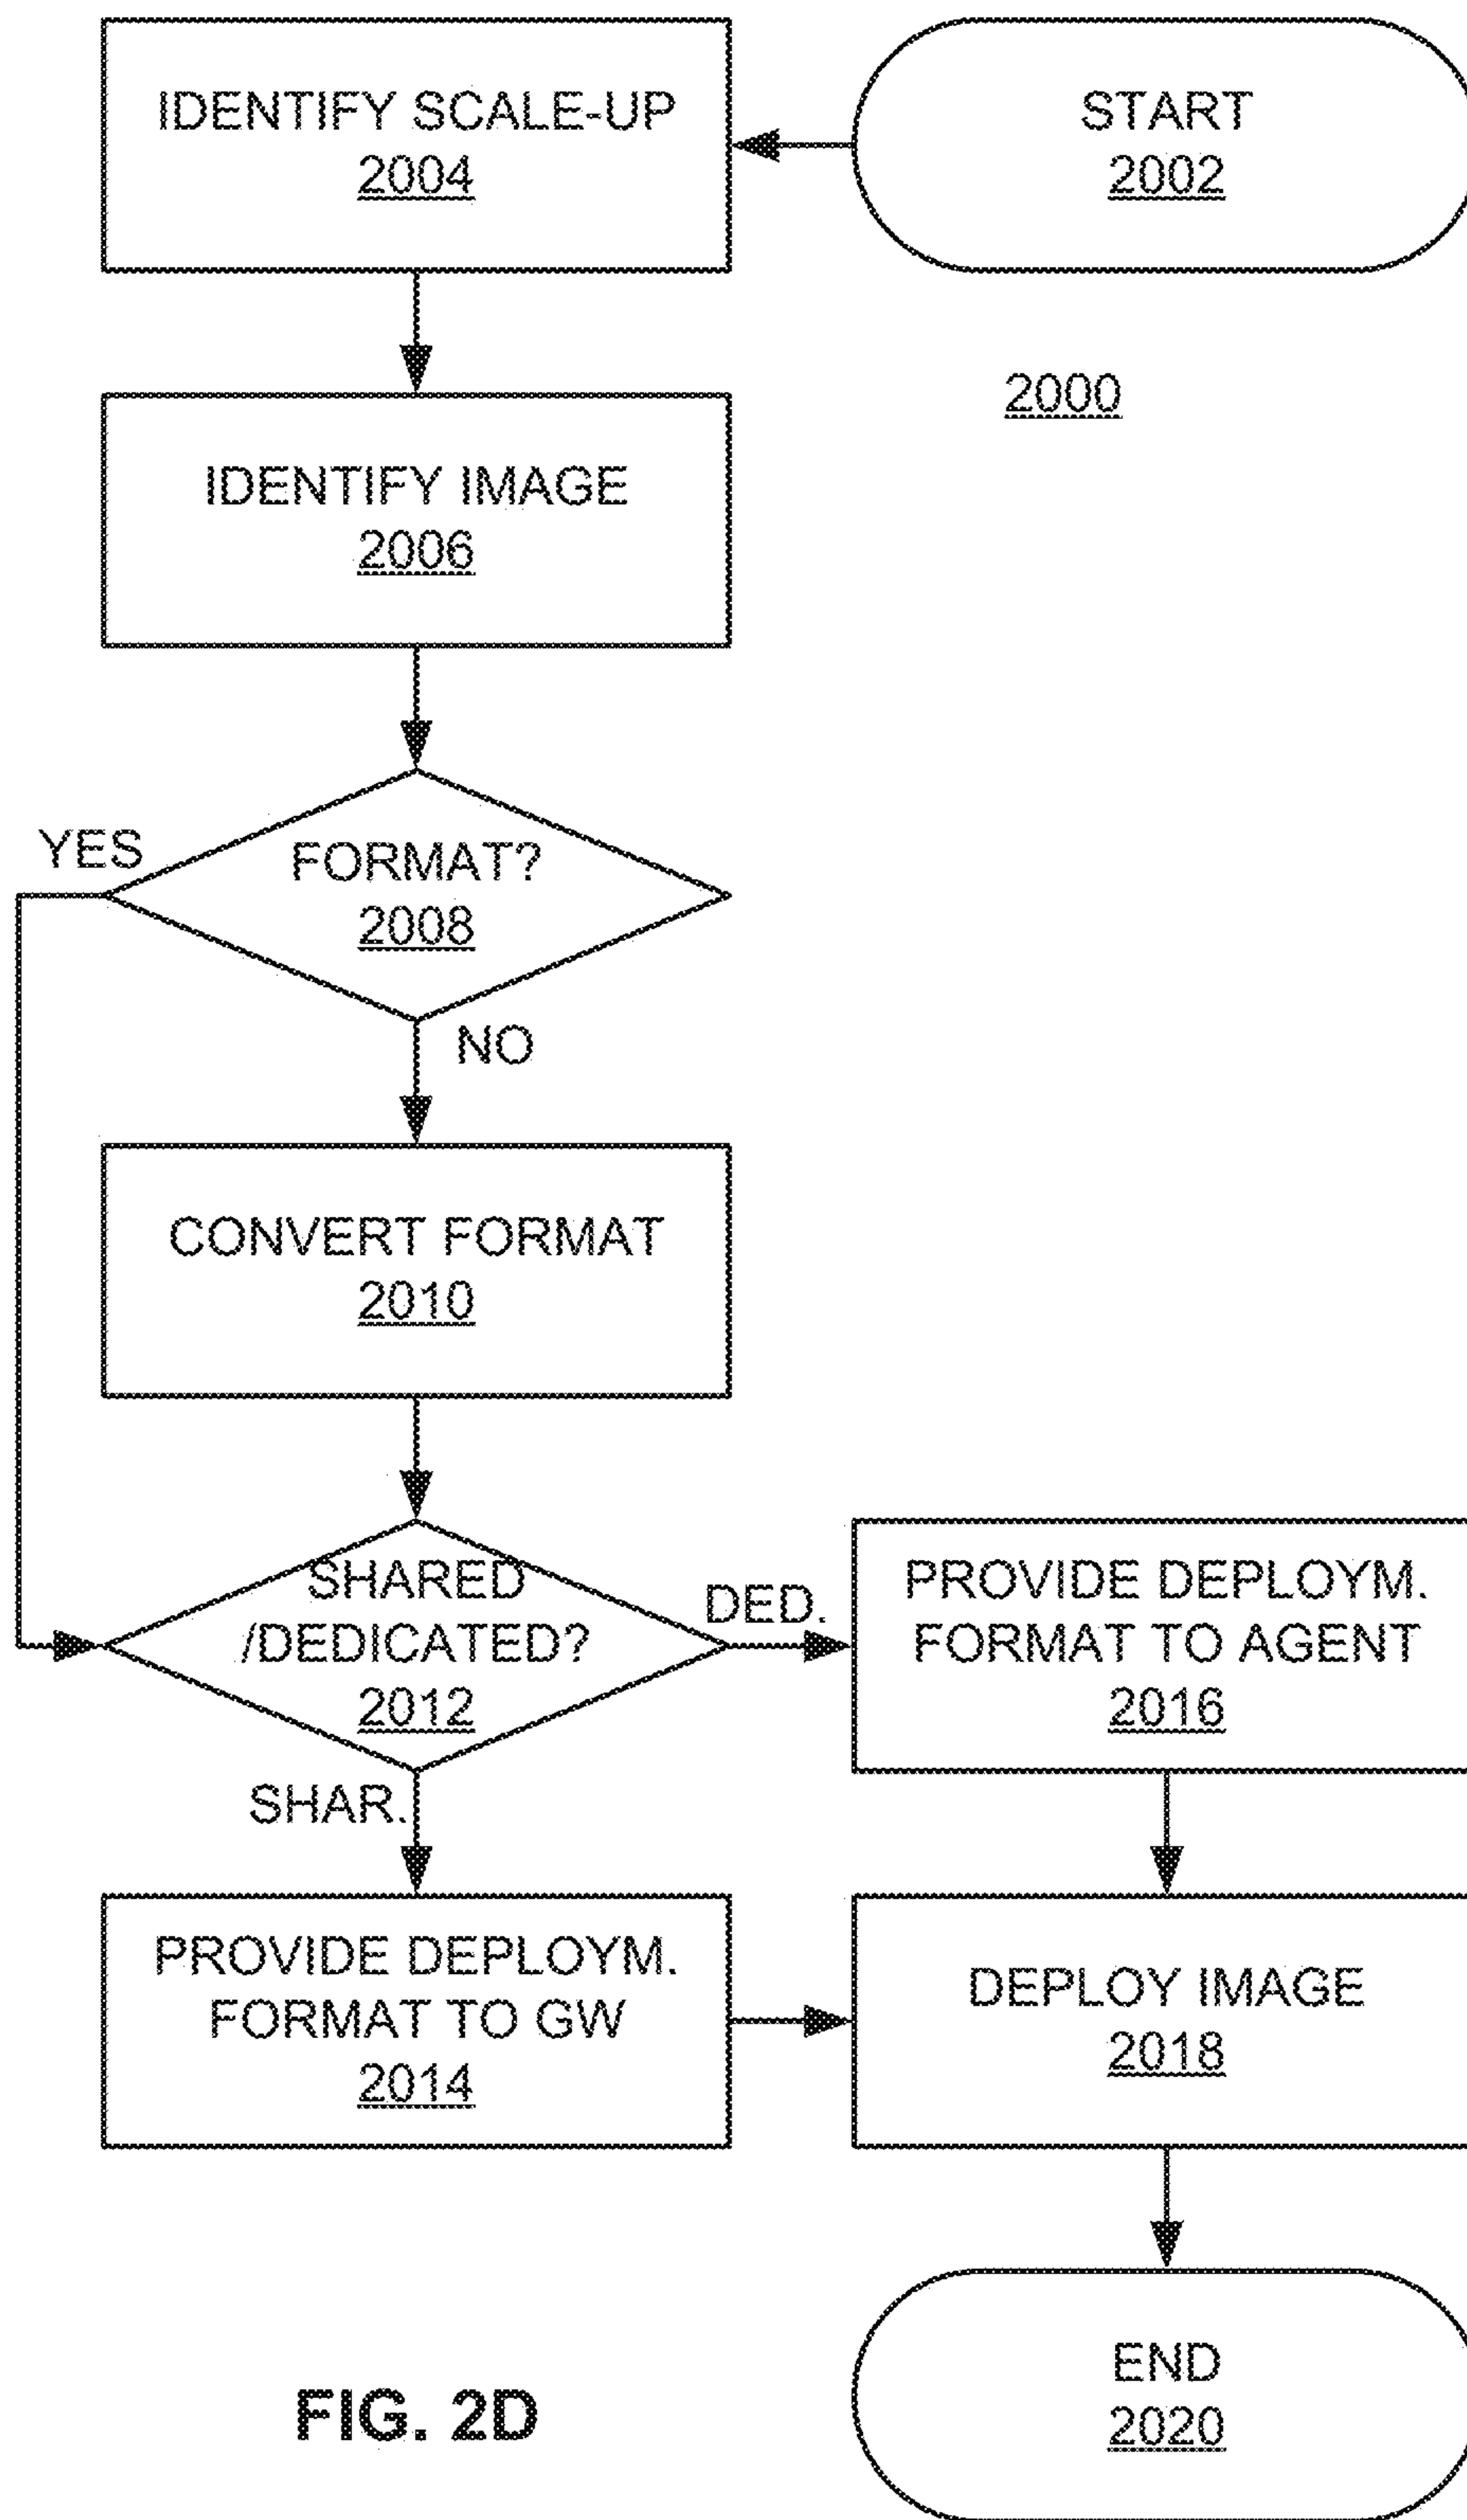 START
2002
IDENTIFY SCALE-UP
2004
2000
IDENTIFY IMAGE
2006
FORMAT?
2008
YES
NO
CONVERT FORMAT
2010
SHARED
/DEDICATED?
2012
DED.
SHAR.
PROVIDE DEPLOYM.
FORMAT TO AGENT
2016
PROVIDE DEPLOYM.
FORMAT TO GW
2014
DEPLOY IMAGE
2018
END
2020
FIG. 2D